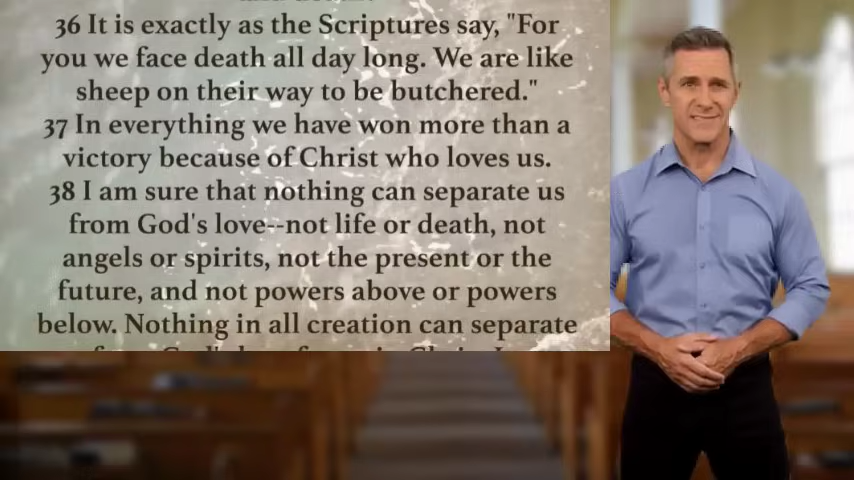 36 It is exactly as the Scriptures say, "For
you we face death all day long. We are like
sheep on their way to be butchered."
37 In everything we have won more than a
victory because of Christ who loves us.
38 I am sure that nothing can separate us
from God's love--not life or death, not
angels or spirits, not the present or the
future, and not powers above or powers
below. Nothing in all creation can separate